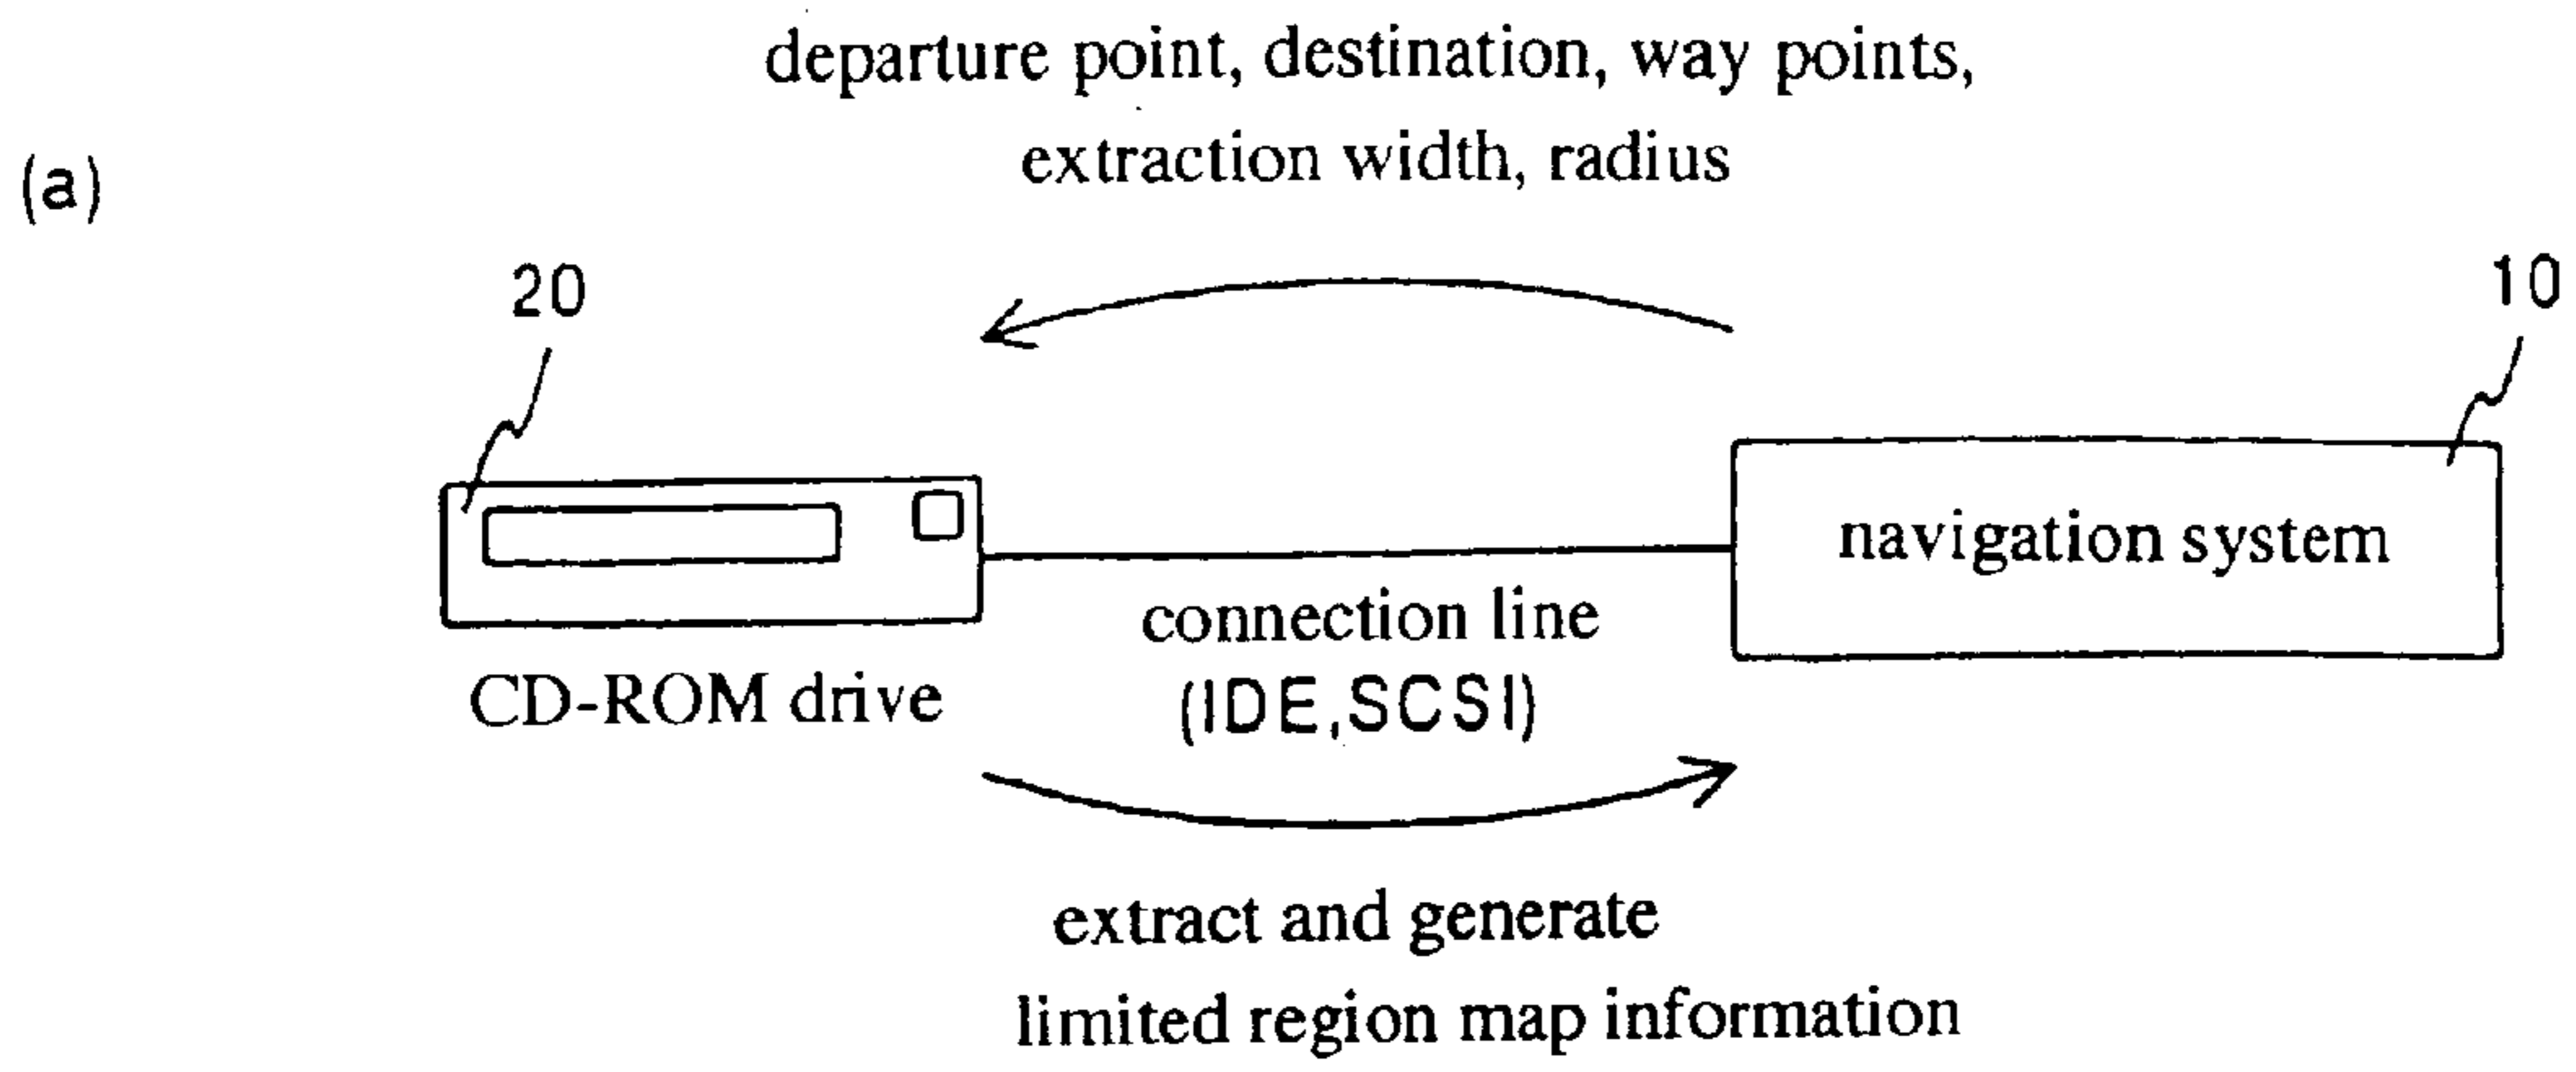 departure point, destination, way points,
extraction width, radius
(a)
20
10
navigation system
connection line
(IDE,SCSI)
CD-ROM drive
extract and generate
limited region map information